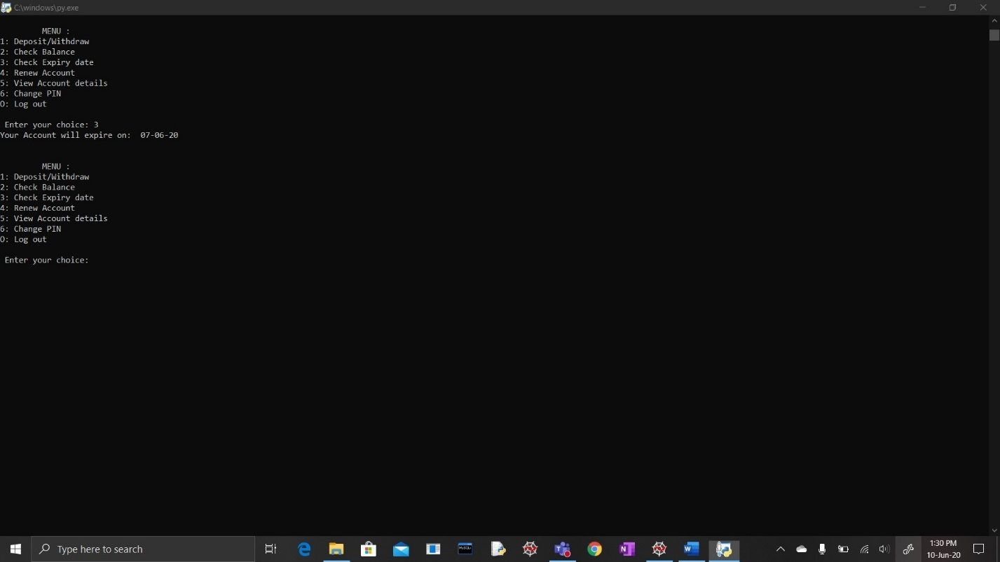 C:\windows\py.exe
MENU :
1: Deposit/Withdraw
2: Check Balance
3: Check Expiry date
4: Renew Account
5: View Account details
6: Change PIN
O: Log out
Enter your choice: 3
Your Account will expire on:  07-06-20
MENU :
1: Deposit/Withdraw
2: Check Balance
3: Check Expiry date
4: Renew Account
5: View Account details
6: Change PIN
O: Log out
Enter your choice:
Type here to search
MySQL
1:30 PM
10-Jun-20